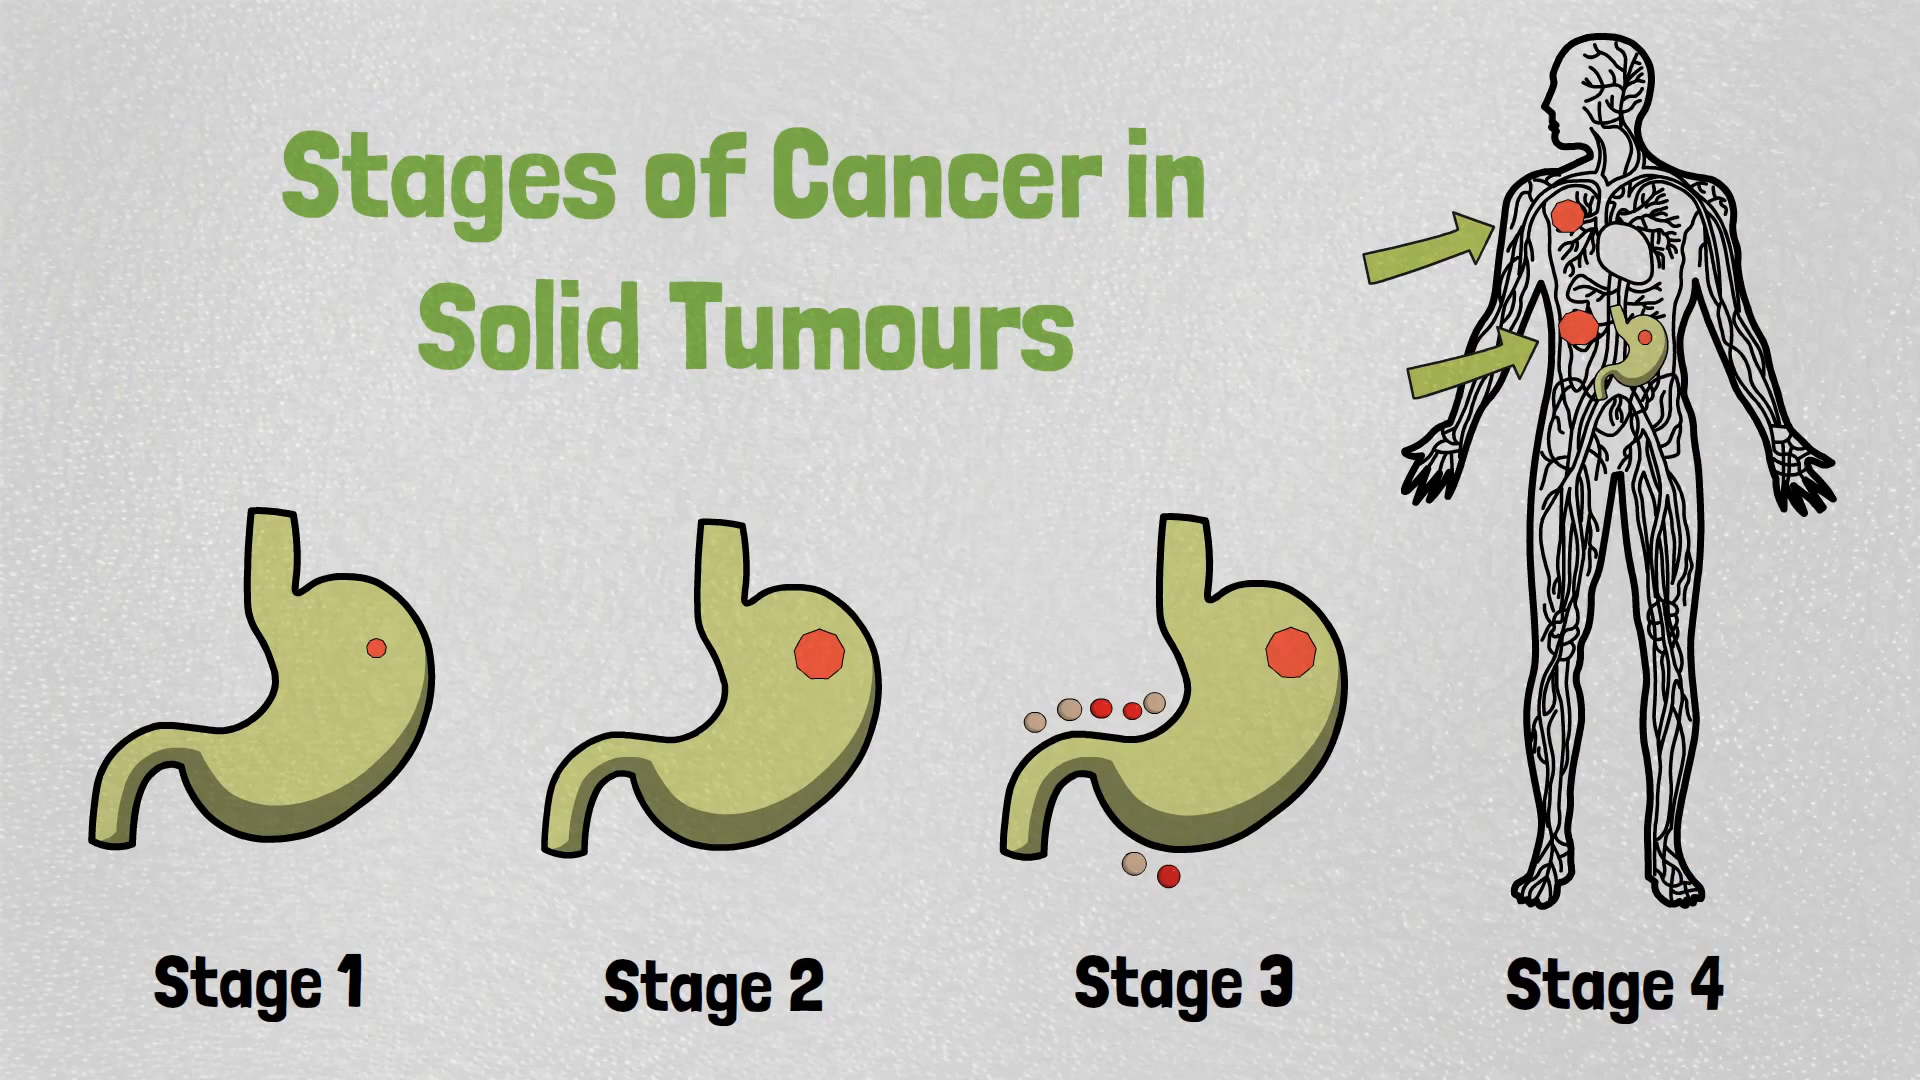 Stages of Cancer in
Solid Tumours
Stage 1
Stage 2
Stage 3
Stage 4